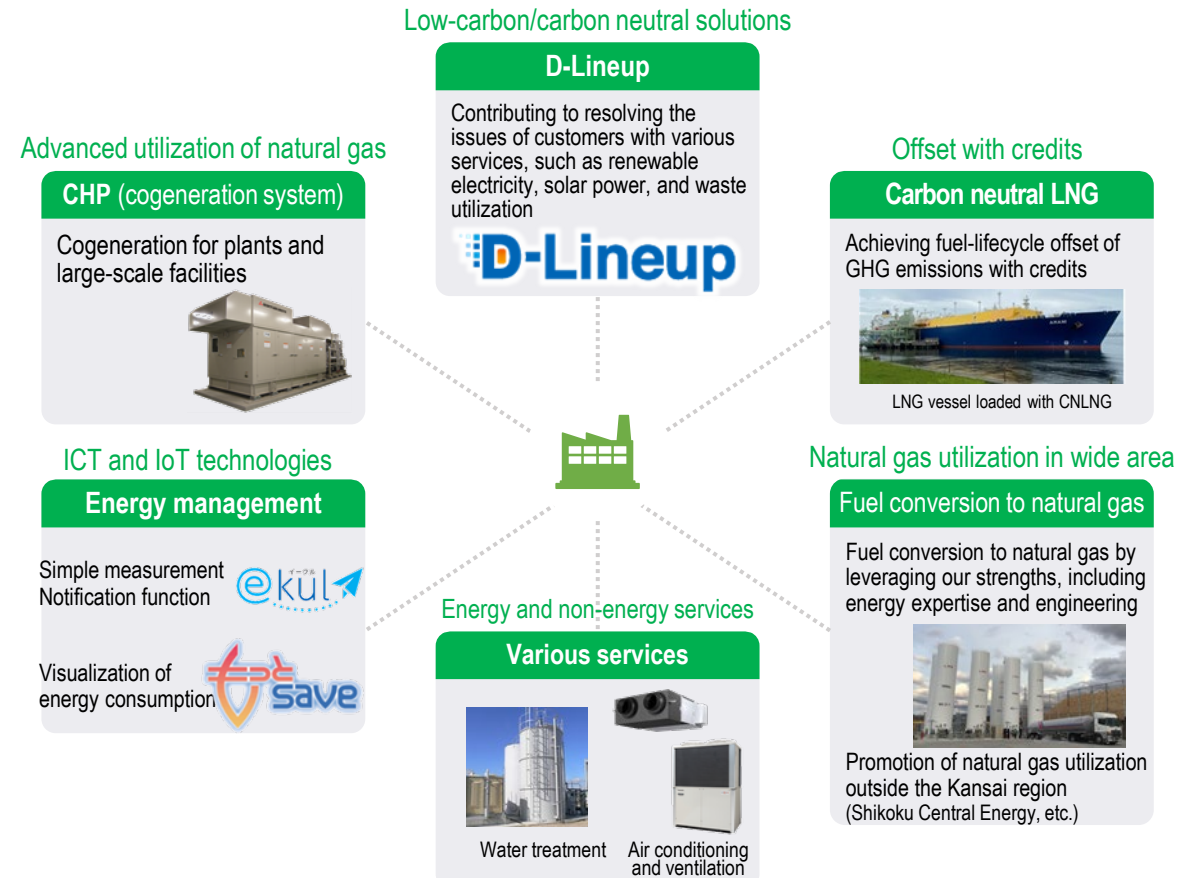 Low-carbon/carbon neutral solutions
D-Lineup
Contributing to resolving the
issues of customers with various
services, such as renewable
electricity, solar power, and waste
utilization
D-Lineup
Advanced utilization of natural gas
CHP (cogeneration system)
Cogeneration for plants and
large-scale facilities
Offset with credits
Carbon neutral LNG
Achieving fuel-lifecycle offset of
GHG emissions with credits
LNG vessel loaded with CNLNG
ICT and IoT technologies
Energy management
Simple measurement
Notification function
イークル
ekul
Visualization of
energy consumption
save
Energy and non-energy services
Various services
Water treatment
Air conditioning
and ventilation
Natural gas utilization in wide area
Fuel conversion to natural gas
Fuel conversion to natural gas by
leveraging our strengths, including
energy expertise and engineering
Promotion of natural gas utilization
outside the Kansai region
(Shikoku Central Energy, etc.)